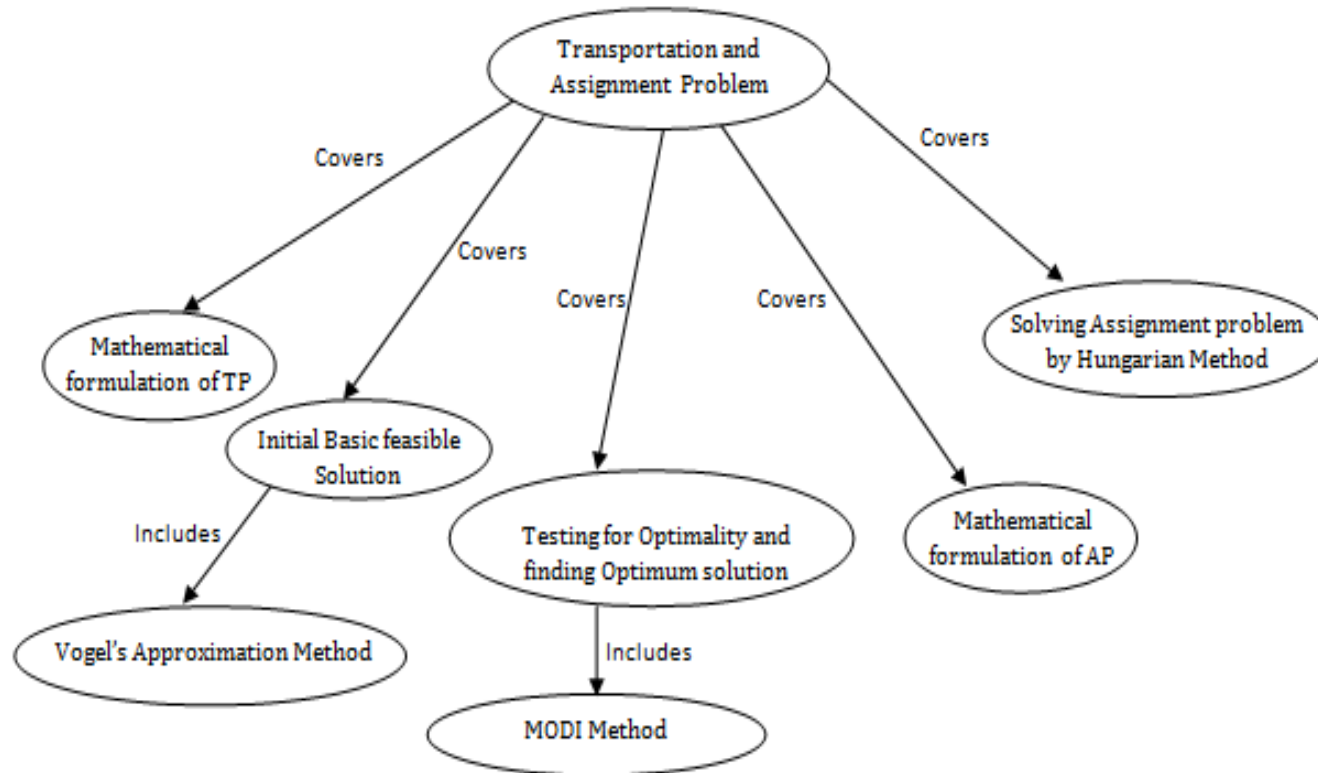 Transportation and
Assignment Problem
Covers
Covers
Covers
Covers
Covers
Mathematical
formulation of TP
Initial Basic feasible
Solution
Testing for Optimality and
finding Optimum solution
Mathematical
formulation of AP
Solving Assignment problem
by Hungarian Method
Includes
Includes
Vogel's Approximation Method
MODI Method